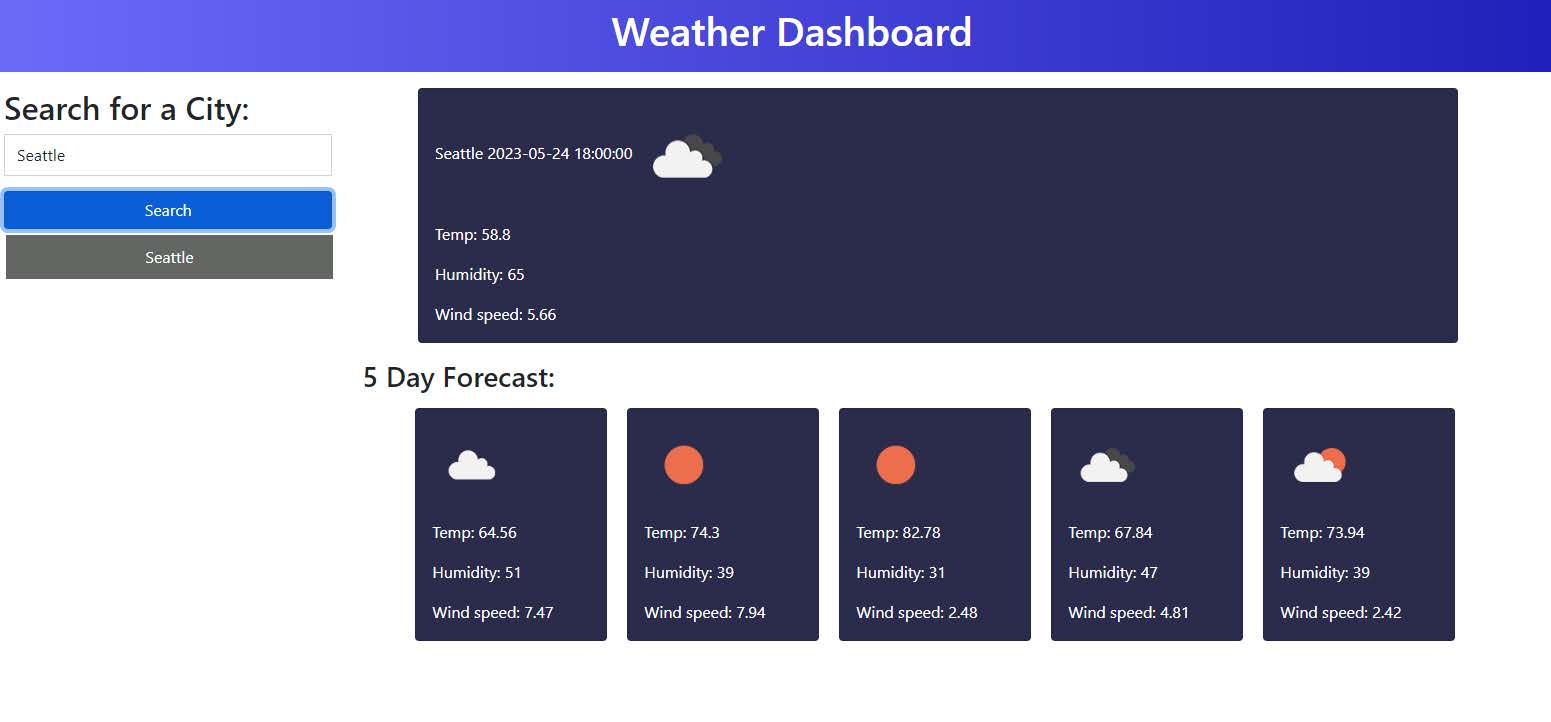 Weather Dashboard
Search for a City:
Seattle
Search
Seattle
Seattle 2023-05-24 18:00:00
Temp: 58.8
Humidity: 65
Wind speed: 5.66
5 Day Forecast:
Temp: 64.56
Humidity: 51
Wind speed: 7.47
Temp: 74.3
Humidity: 39
Wind speed: 7.94
Temp: 82.78
Humidity: 31
Wind speed: 2.48
Temp: 67.84
Humidity: 47
Wind speed: 4.81
Temp: 73.94
Humidity: 39
Wind speed: 2.42